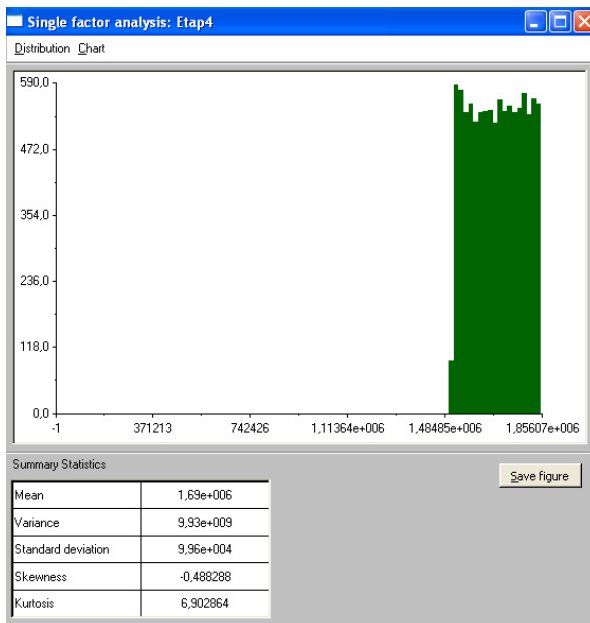 Single factor analysis: Etap4
Distribution Chart
590,0
472,0
354,0
236,0
118,0
0,0
-1 371213 742426 1,11364e+006 1,48485e+006 1,85607e+006
Summary Statistics
Save figure
Mean 1,69e+006
Variance 9,93e+009
Standard deviation 9,96e+004
Skewness -0,488288
Kurtosis 6,902864